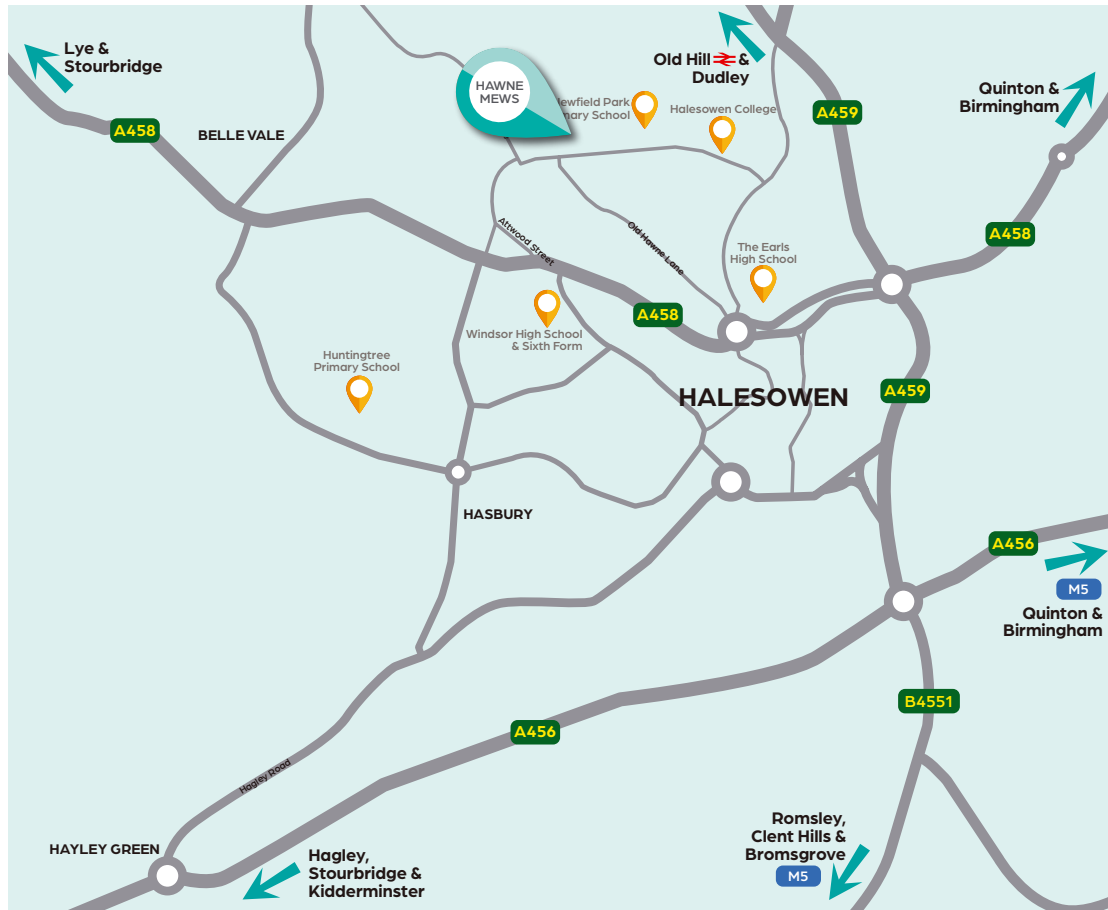 Lye &
Stourbridge
Old Hill &
Dudley
Quinton &
Birmingham
HAWNE
MEWS
Park
School
Halesowen College
A459
A458
BELLE VALE
Attwood Street
Old Hawne Lane
A458
The Earls
High School
A458
Windsor High School
& Sixth Form
Huntingtree
Primary School
HALESOWEN
A459
HASBURY
A456
M5
Quinton &
Birmingham
B4551
A456
Hagley Road
HAYLEY GREEN
Hagley,
Stourbridge &
Kidderminster
Romsley,
Clent Hills &
Bromsgrove
M5